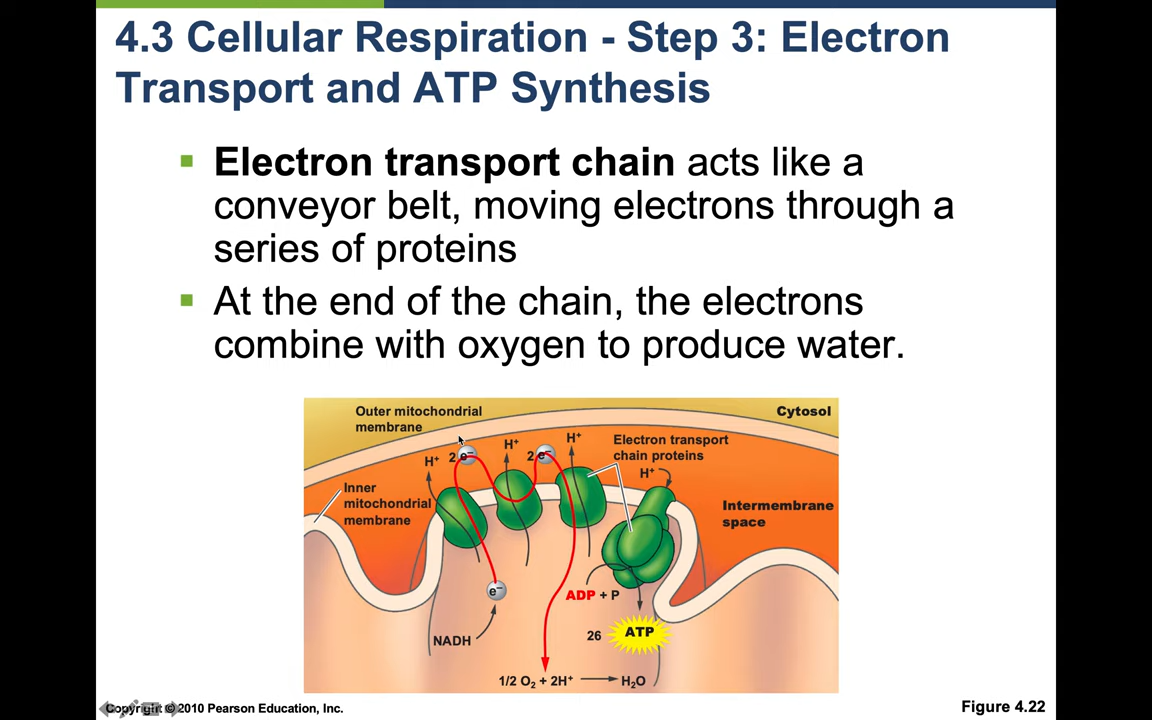 4.3 Cellular Respiration - Step 3: Electron
Transport and ATP Synthesis
Electron transport chain acts like a
conveyor belt, moving electrons through a
series of proteins
At the end of the chain, the electrons
combine with oxygen to produce water.
Outer mitochondrial
membrane
Cytosol
H⁺
2 e⁻
H⁺
2 e⁻
H⁺
Electron transport
chain proteins
H⁺
Inner
mitochondrial
membrane
Intermembrane
space
e⁻
ADP + P
NADH
26
ATP
1/2 O₂ + 2H⁺
H₂O
Copyright © 2010 Pearson Education, Inc.
Figure 4.22